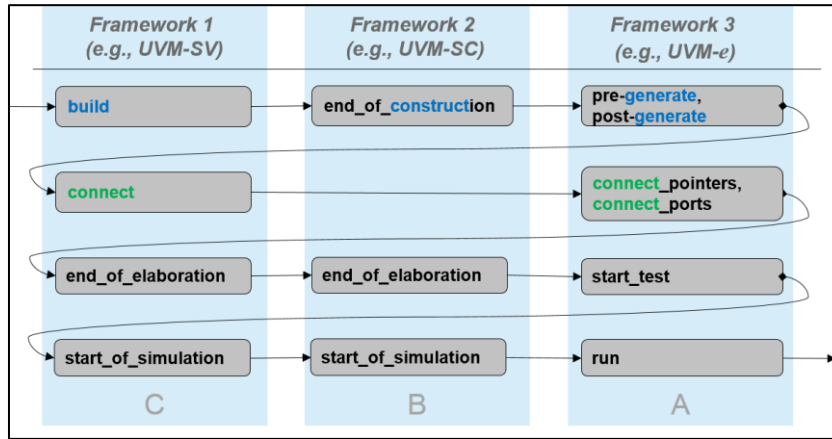 Framework 1
(e.g., UVM-SV)
Framework 2
(e.g., UVM-SC)
Framework 3
(e.g., UVM-e)
build
end_of_construction
pre-generate,
post-generate
connect
connect_pointers,
connect_ports
end_of_elaboration
end_of_elaboration
start_test
start_of_simulation
start_of_simulation
run
C
B
A